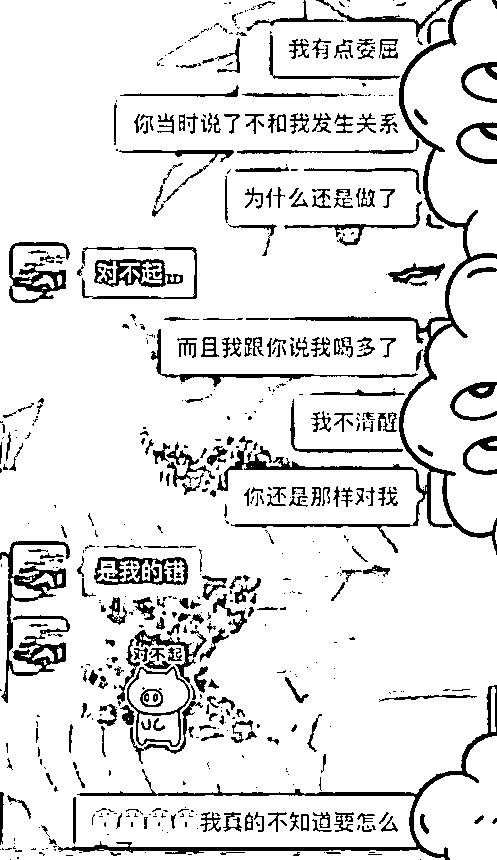 我有点委屈
你当时说了不和我发生关系
为什么还是做了
对不起...
而且我跟你说我喝多了
我不清醒
你还是那样对我
是我的错
对不起
我真的不知道要怎么